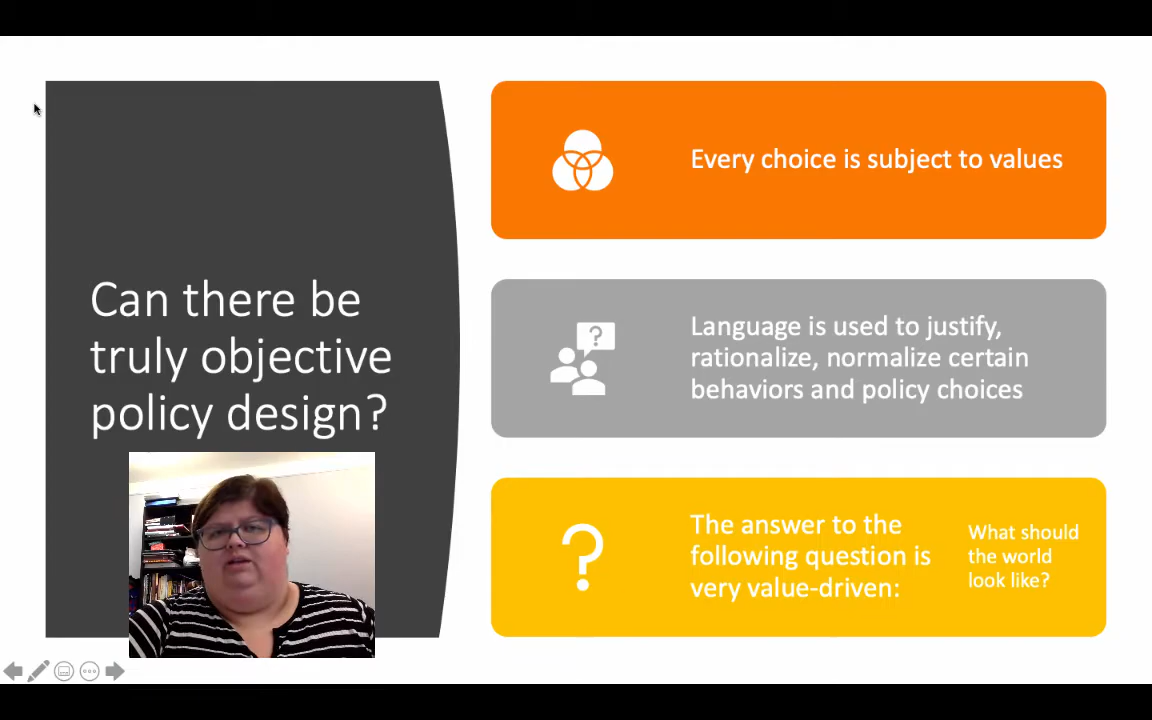 Can there be
truly objective
policy design?
Every choice is subject to values
?
Language is used to justify,
rationalize, normalize certain
behaviors and policy choices
?
The answer to the
following question is
very value-driven:
What should
the world
look like?